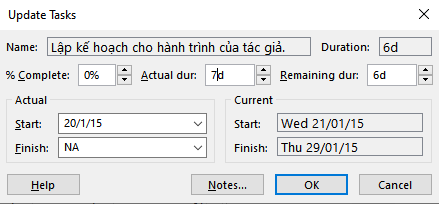 Update Tasks
Name: Lập kế hoạch cho hành trình của tác giả. Duration: 6d
% Complete: 0% Actual dur: 7d Remaining dur: 6d
Actual Current
Start: 20/1/15 Start: Wed 21/01/15
Finish: NA Finish: Thu 29/01/15
Help Notes... OK Cancel